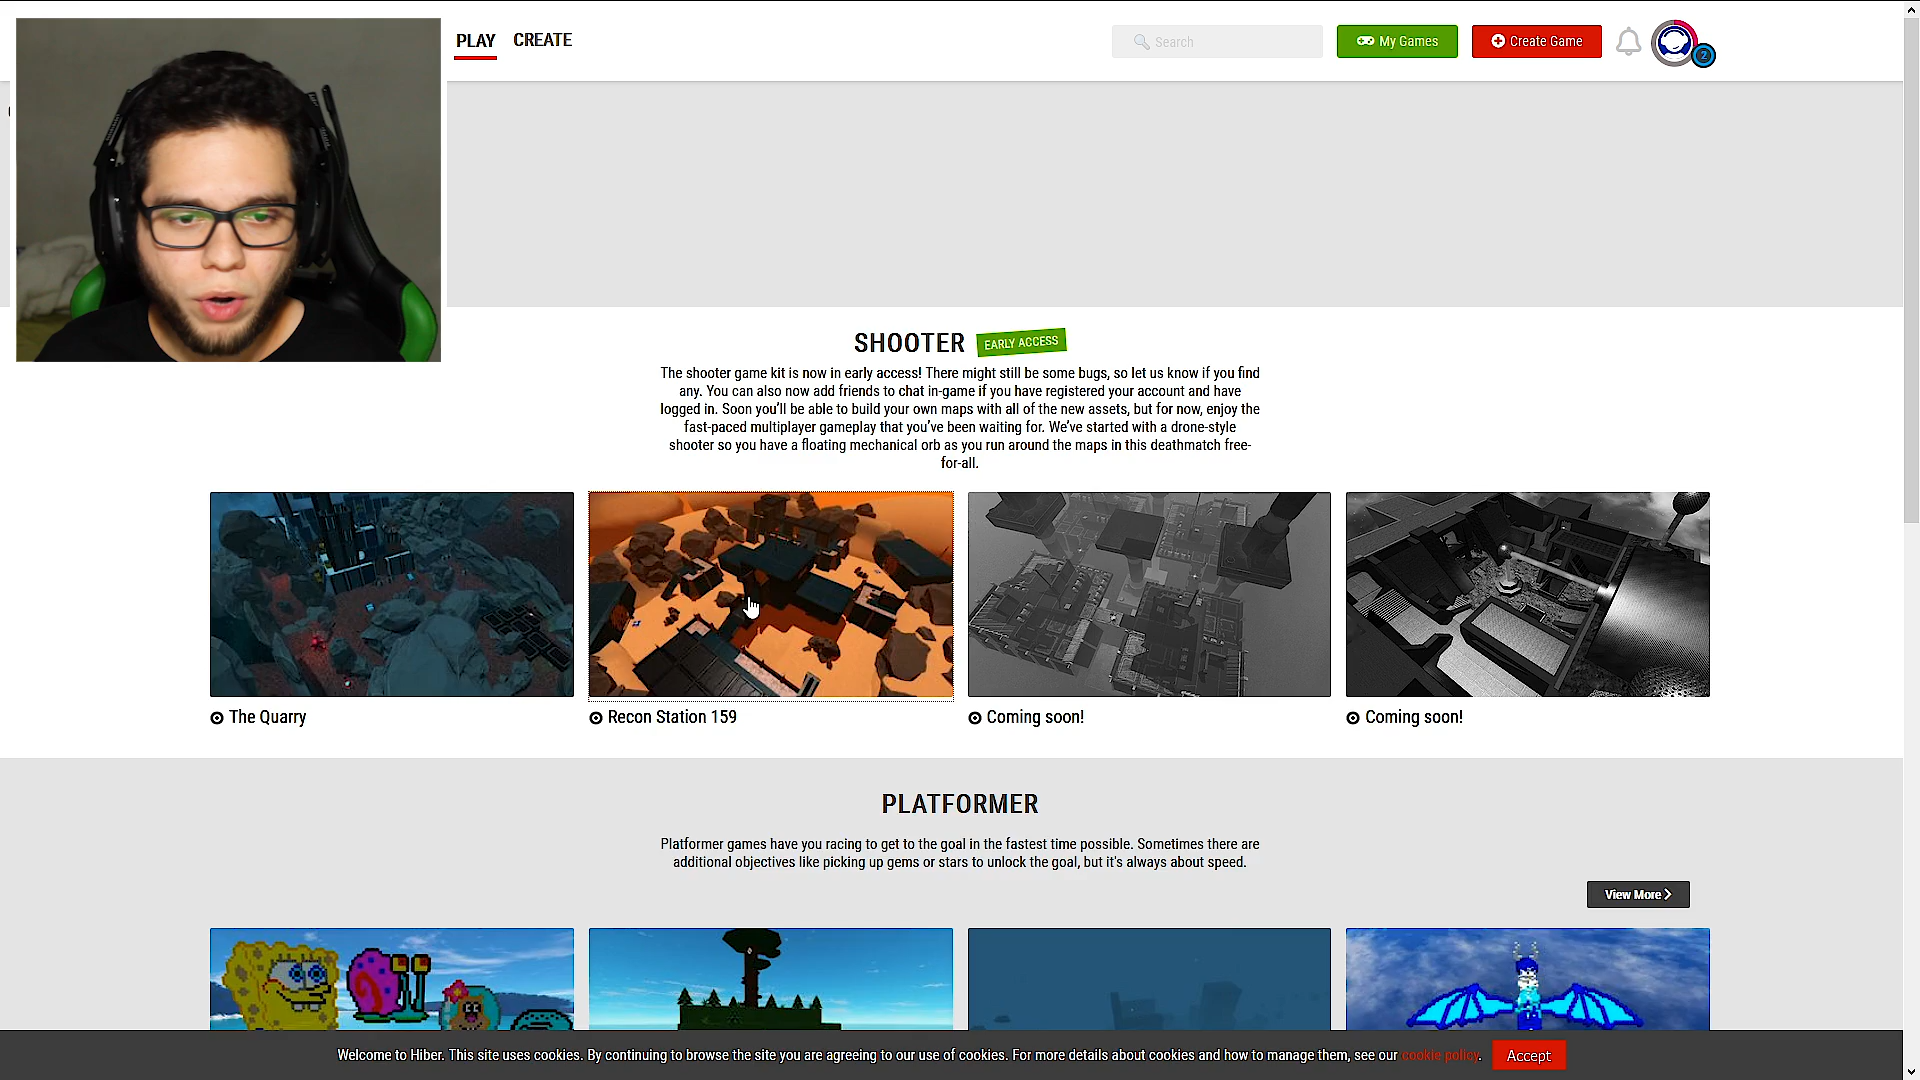 PLAY CREATE
Search
My Games
Create Game
2
SHOOTER EARLY ACCESS
The shooter game kit is now in early access! There might still be some bugs, so let us know if you find
any. You can also now add friends to chat in-game if you have registered your account and have
logged in. Soon you'll be able to build your own maps with all of the new assets, but for now, enjoy the
fast-paced multiplayer gameplay that you've been waiting for. We've started with a drone-style
shooter so you have a floating mechanical orb as you run around the maps in this deathmatch free-
for-all.
The Quarry
Recon Station 159
Coming soon!
Coming soon!
PLATFORMER
Platformer games have you racing to get to the goal in the fastest time possible. Sometimes there are
additional objectives like picking up gems or stars to unlock the goal, but it's always about speed.
View More
Welcome to Hiber. This site uses cookies. By continuing to browse the site you are agreeing to our use of cookies. For more details about cookies and how to manage them, see our cookie policy.
Accept